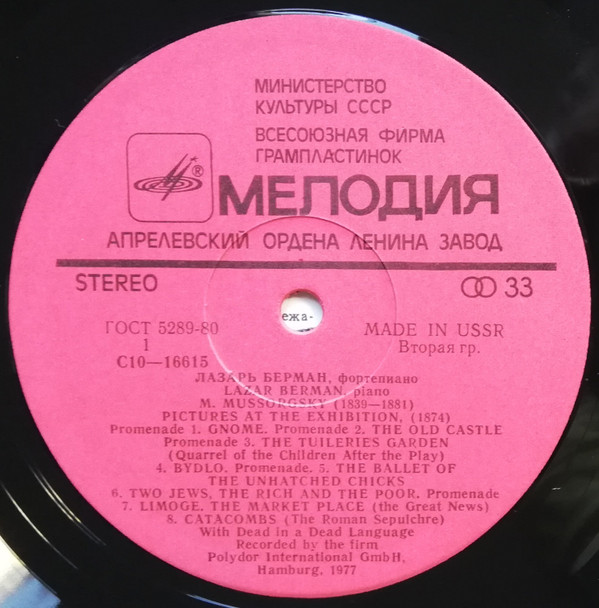 МИНИСТЕРСТВО
КУЛЬТУРЫ СССР
ВСЕСОЮЗНАЯ ФИРМА
ГРАМПЛАСТИНОК
®
МЕЛОДИЯ
АПРЕЛЕВСКИЙ ОРДЕНА ЛЕНИНА ЗАВОД
STEREO
33
ежа-
ГОСТ 5289-80
MADE IN USSR
1
Вторая гр.
С10—16615
ЛАЗАРЬ БЕРМАН, фортепиано
LAZAR BERMAN, piano
M. MUSSORGSKY (1839—1881)
PICTURES AT THE EXHIBITION, (1874)
Promenade 1. GNOME. Promenade 2. THE OLD CASTLE
Promenade 3. THE TUILERIES GARDEN
(Quarrel of the Children After the Play)
4. BYDLO. Promenade. 5. THE BALLET OF
THE UNHATCHED CHICKS
6. TWO JEWS, THE RICH AND THE POOR. Promenade
7. LIMOGE. THE MARKET PLACE (the Great News)
8. CATACOMBS (The Roman Sepulchre)
With Dead in a Dead Language
Recorded by the firm
Polydor International GmbH,
Hamburg, 1977